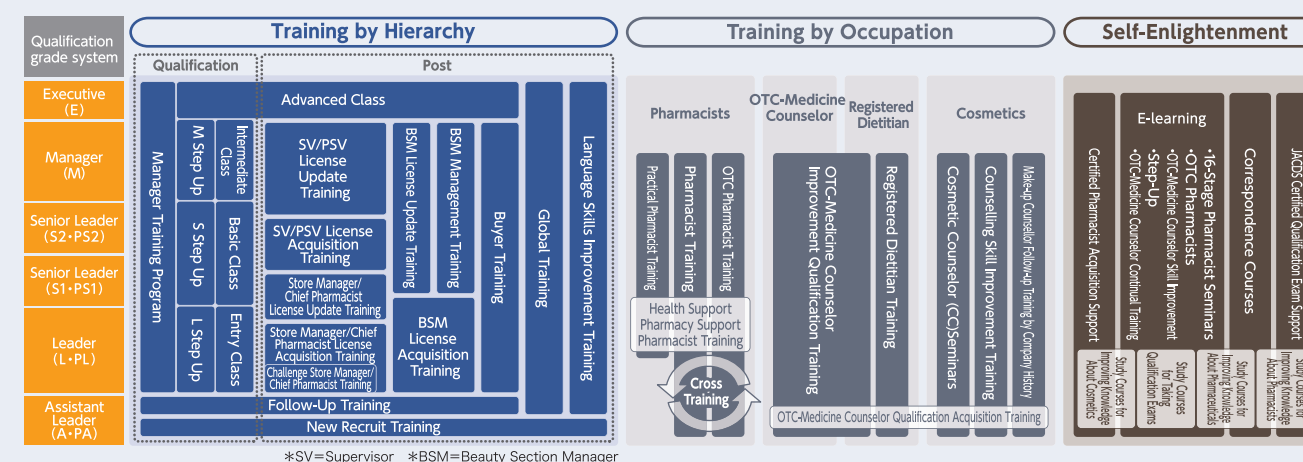 Qualification
grade system
Executive
(E)
Manager
(M)
Senior Leader
(S2・PS2)
Senior Leader
(S1・PS1)
Leader
(L・PL)
Assistant
Leader
(A・PA)
Training by Hierarchy
Qualification
Post
Manager Training Program
Advanced Class
M Step Up
Intermediate
Class
S Step Up
Basic Class
L Step Up
Entry Class
SV/PSV
License
Update
Training
SV/PSV License
Acquisition
Training
Store Manager/
Chief Pharmacist
License Update Training
Store Manager/Chief
Pharmacist License
Acquisition Training
Challenge Store Manager/
Chief Pharmacist Training
BSM License Update Training
BSM Management Training
BSM
License
Acquisition
Training
Buyer Training
Global Training
Language Skills Improvement Training
Follow-Up Training
New Recruit Training
Training by Occupation
Pharmacists
Practical Pharmacist Training
Pharmacist Training
OTC Pharmacist Training
Health Support
Pharmacy Support
Pharmacist Training
Cross
Training
OTC-Medicine
Counselor
OTC-Medicine Counselor
Improvement Qualification Training
Registered
Dietitian
Registered Dietitian Training
Cosmetics
Cosmetic Counselor (CC)Seminars
Counselling Skill Improvement Training
Make-up Counsellor Follow-up Training by Company History
OTC-Medicine Counselor Qualification Acquisition Training
Self-Enlightenment
Certified Pharmacist Acquisition Support
E-learning
・16-Stage Pharmacist Seminars
・OTC Pharmacists
・OTC-Medicine Counselor Skill Improvement
・Step-Up
・OTC-Medicine Counselor Continual Training
Correspondence Courses
JACDS Certified Qualification Exam Support
Study Courses for
Improving Knowledge
About Cosmetics
Study Courses
for Taking
Qualification Exams
Study Courses for
Improving Knowledge
About Pharmaceuticals
Study Courses for
Improving Knowledge
About Pharmacists
＊SV=Supervisor ＊BSM=Beauty Section Manager